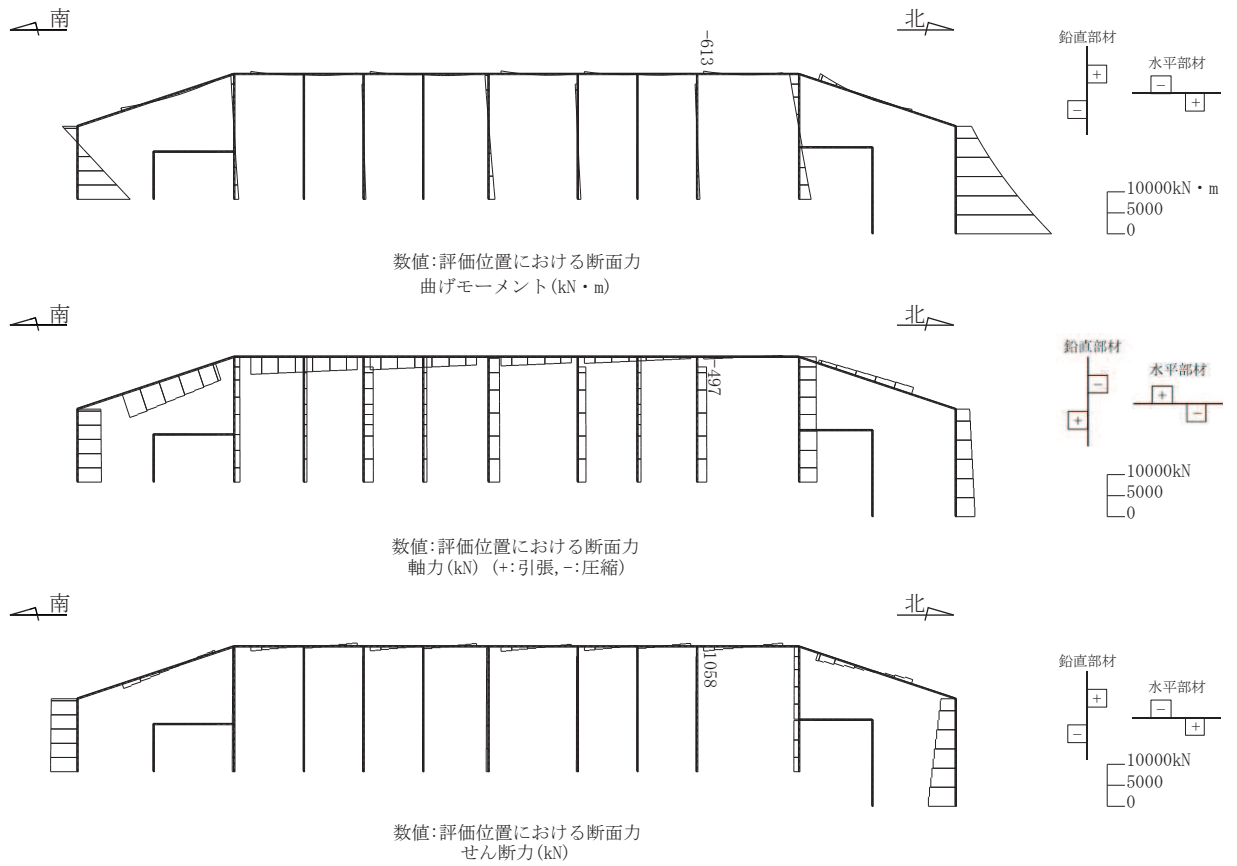 南
北
-613
鉛直部材
+
-
水平部材
-
+
10000kN・m
5000
0
数値:評価位置における断面力
曲げモーメント(kN・m)
南
北
-497
鉛直部材
-
+
水平部材
+
-
10000kN
5000
0
数値:評価位置における断面力
軸力(kN) (+:引張,-:圧縮)
南
北
1058
鉛直部材
+
-
水平部材
-
+
10000kN
5000
0
数値:評価位置における断面力
せん断力(kN)